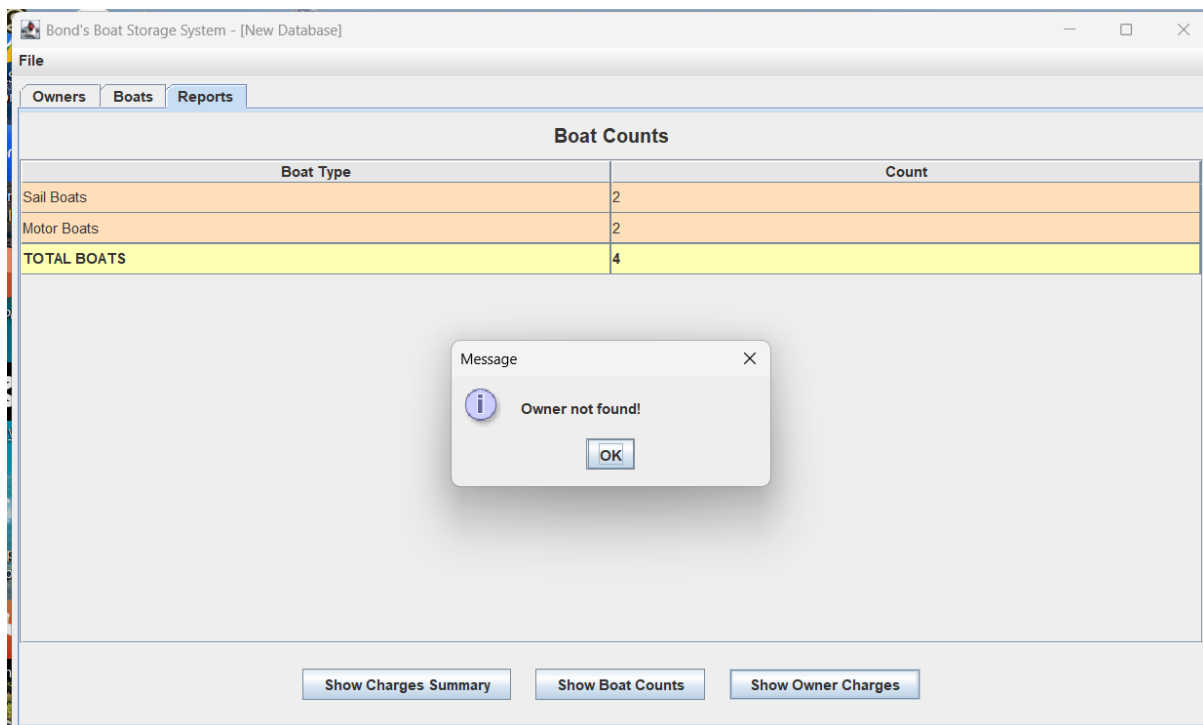 Bond's Boat Storage System - [New Database]
File
Owners Boats Reports
Boat Counts
Boat Type Count
Sail Boats 2
Motor Boats 2
TOTAL BOATS 4
Message
Owner not found!
OK
Show Charges Summary Show Boat Counts Show Owner Charges